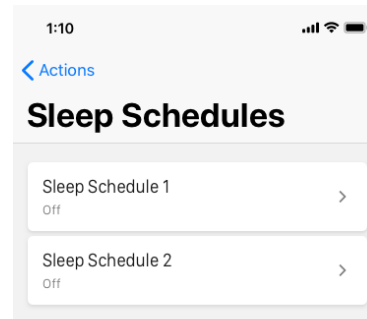 1:10
Actions
Sleep Schedules
Sleep Schedule 1
Off
Sleep Schedule 2
Off